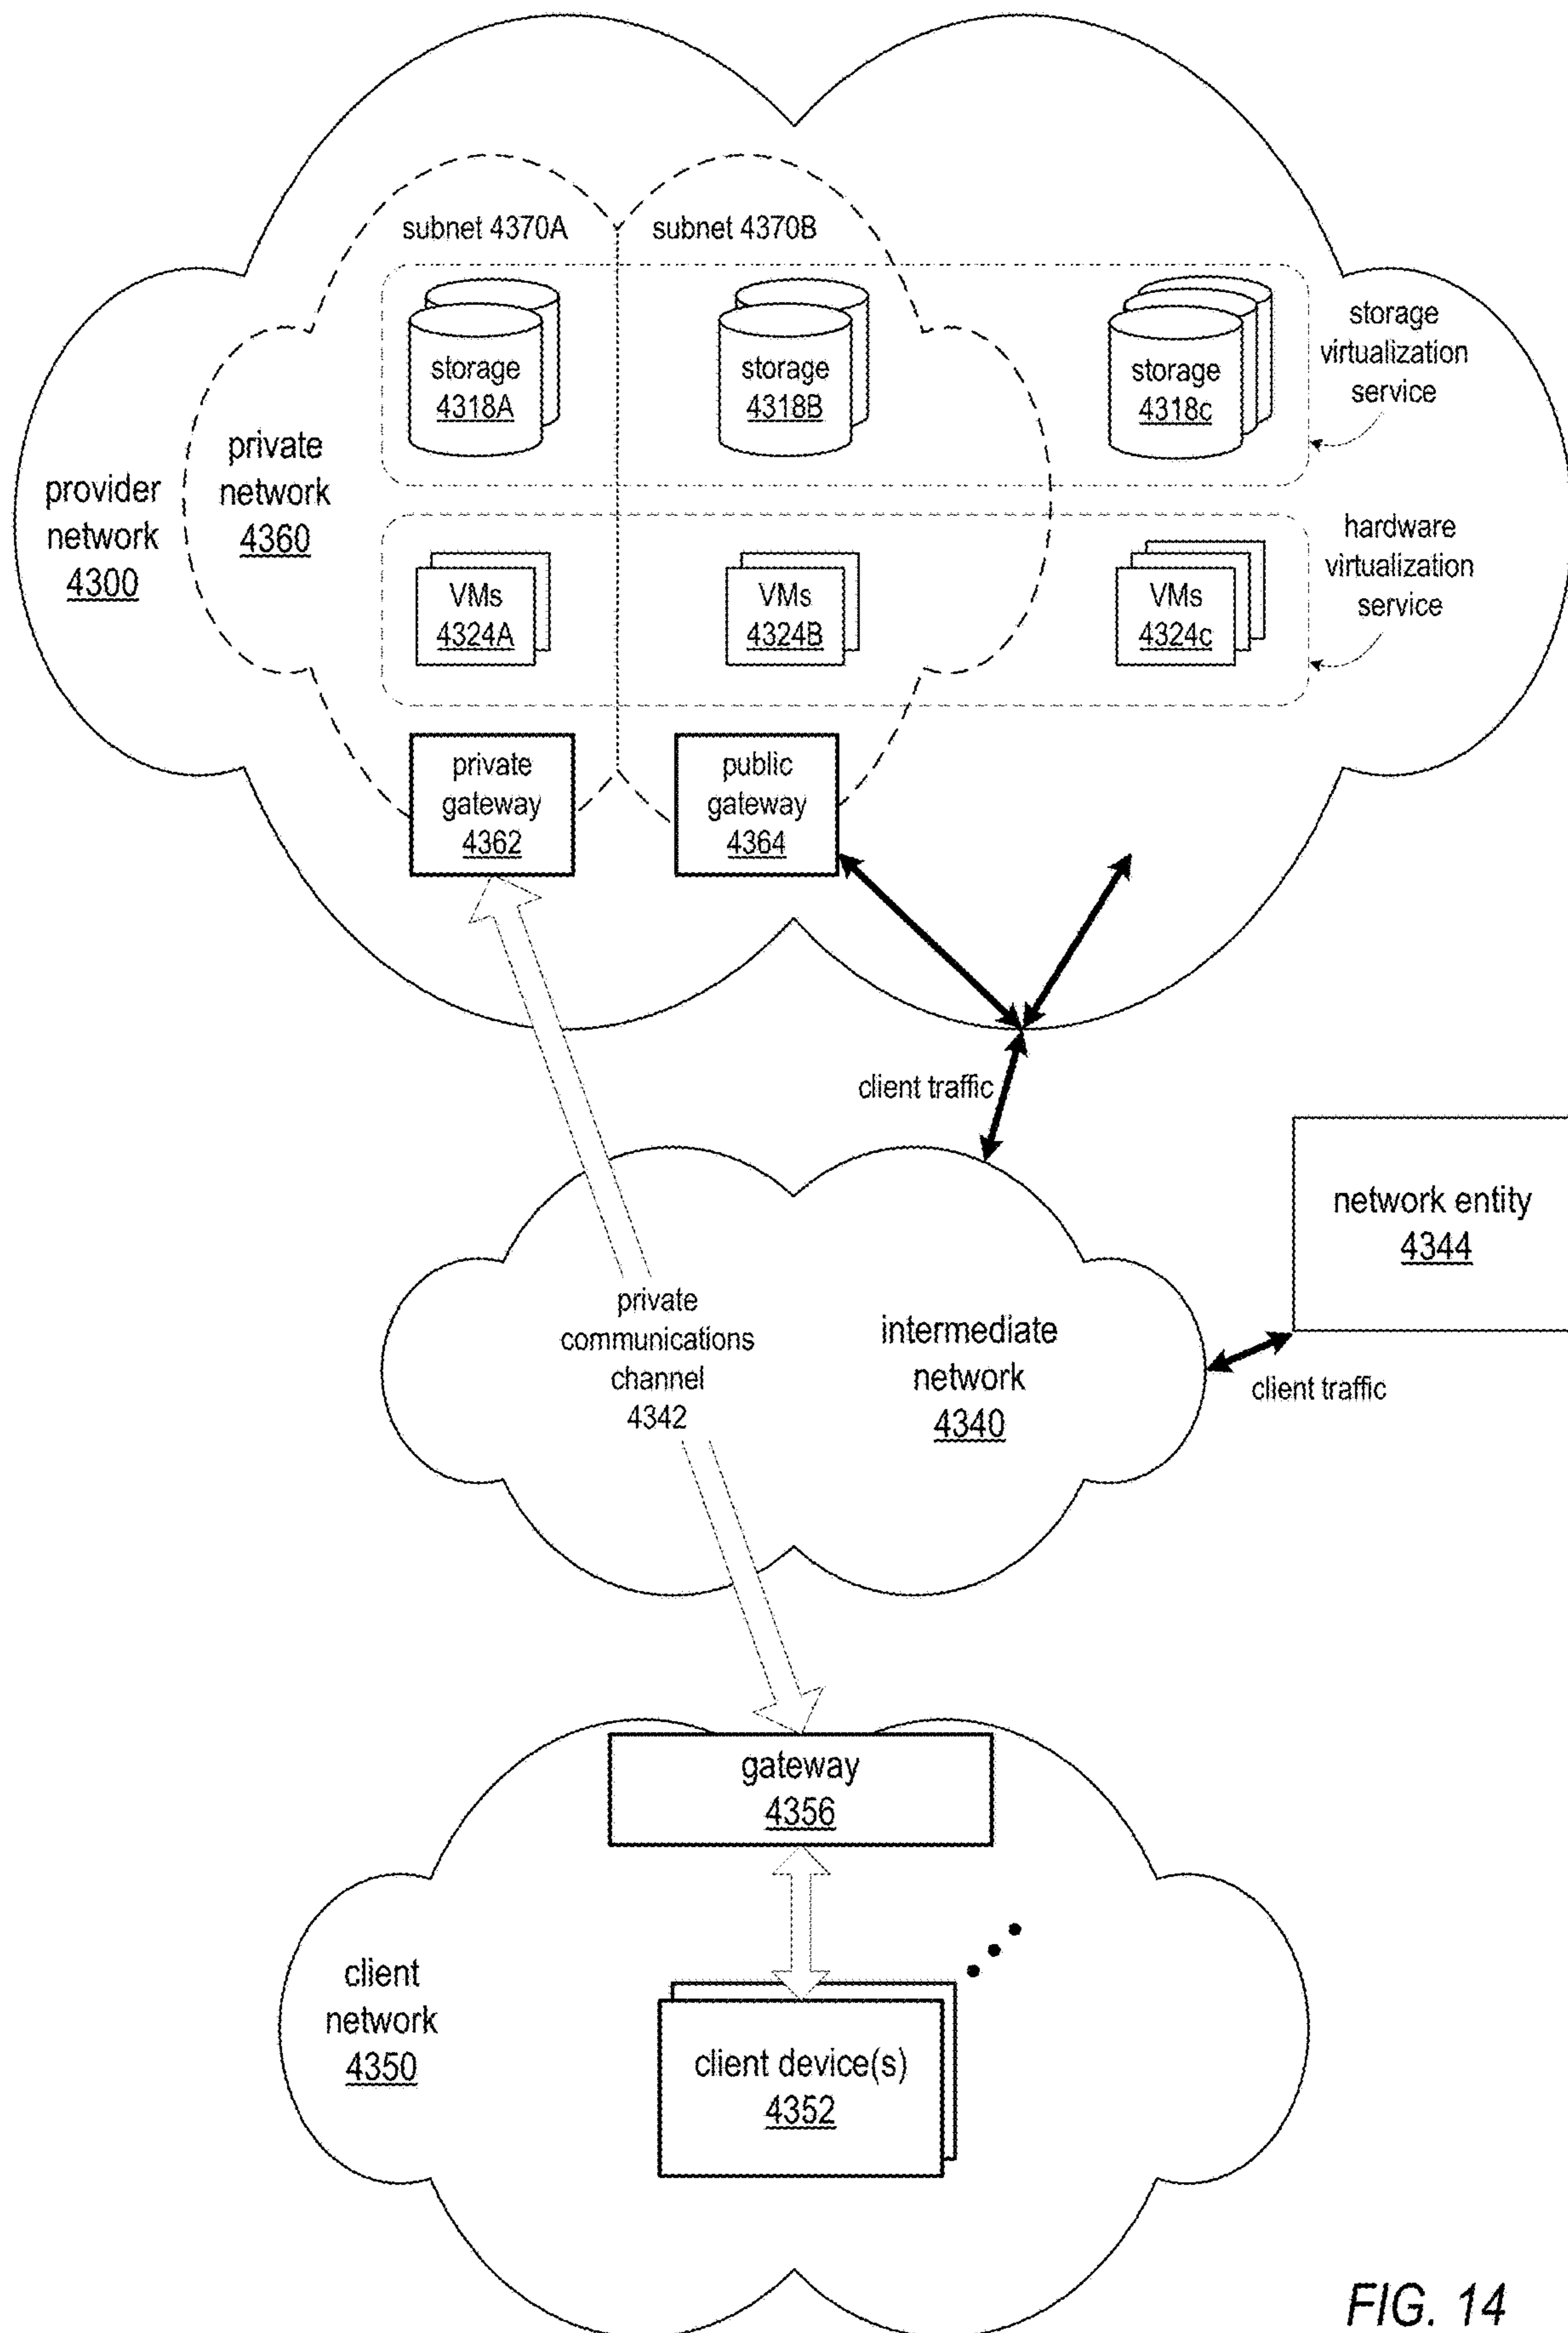 subnet 4370A
subnet 4370B
storage
4318A
storage
4318B
storage
4318c
storage
virtualization
service
provider
network
4300
private
network
4360
VMs
4324A
VMs
4324B
VMs
4324c
hardware
virtualization
service
private
gateway
4362
public
gateway
4364
client traffic
network entity
4344
client traffic
private
communications
channel
4342
intermediate
network
4340
gateway
4356
client
network
4350
client device(s)
4352
FIG. 14